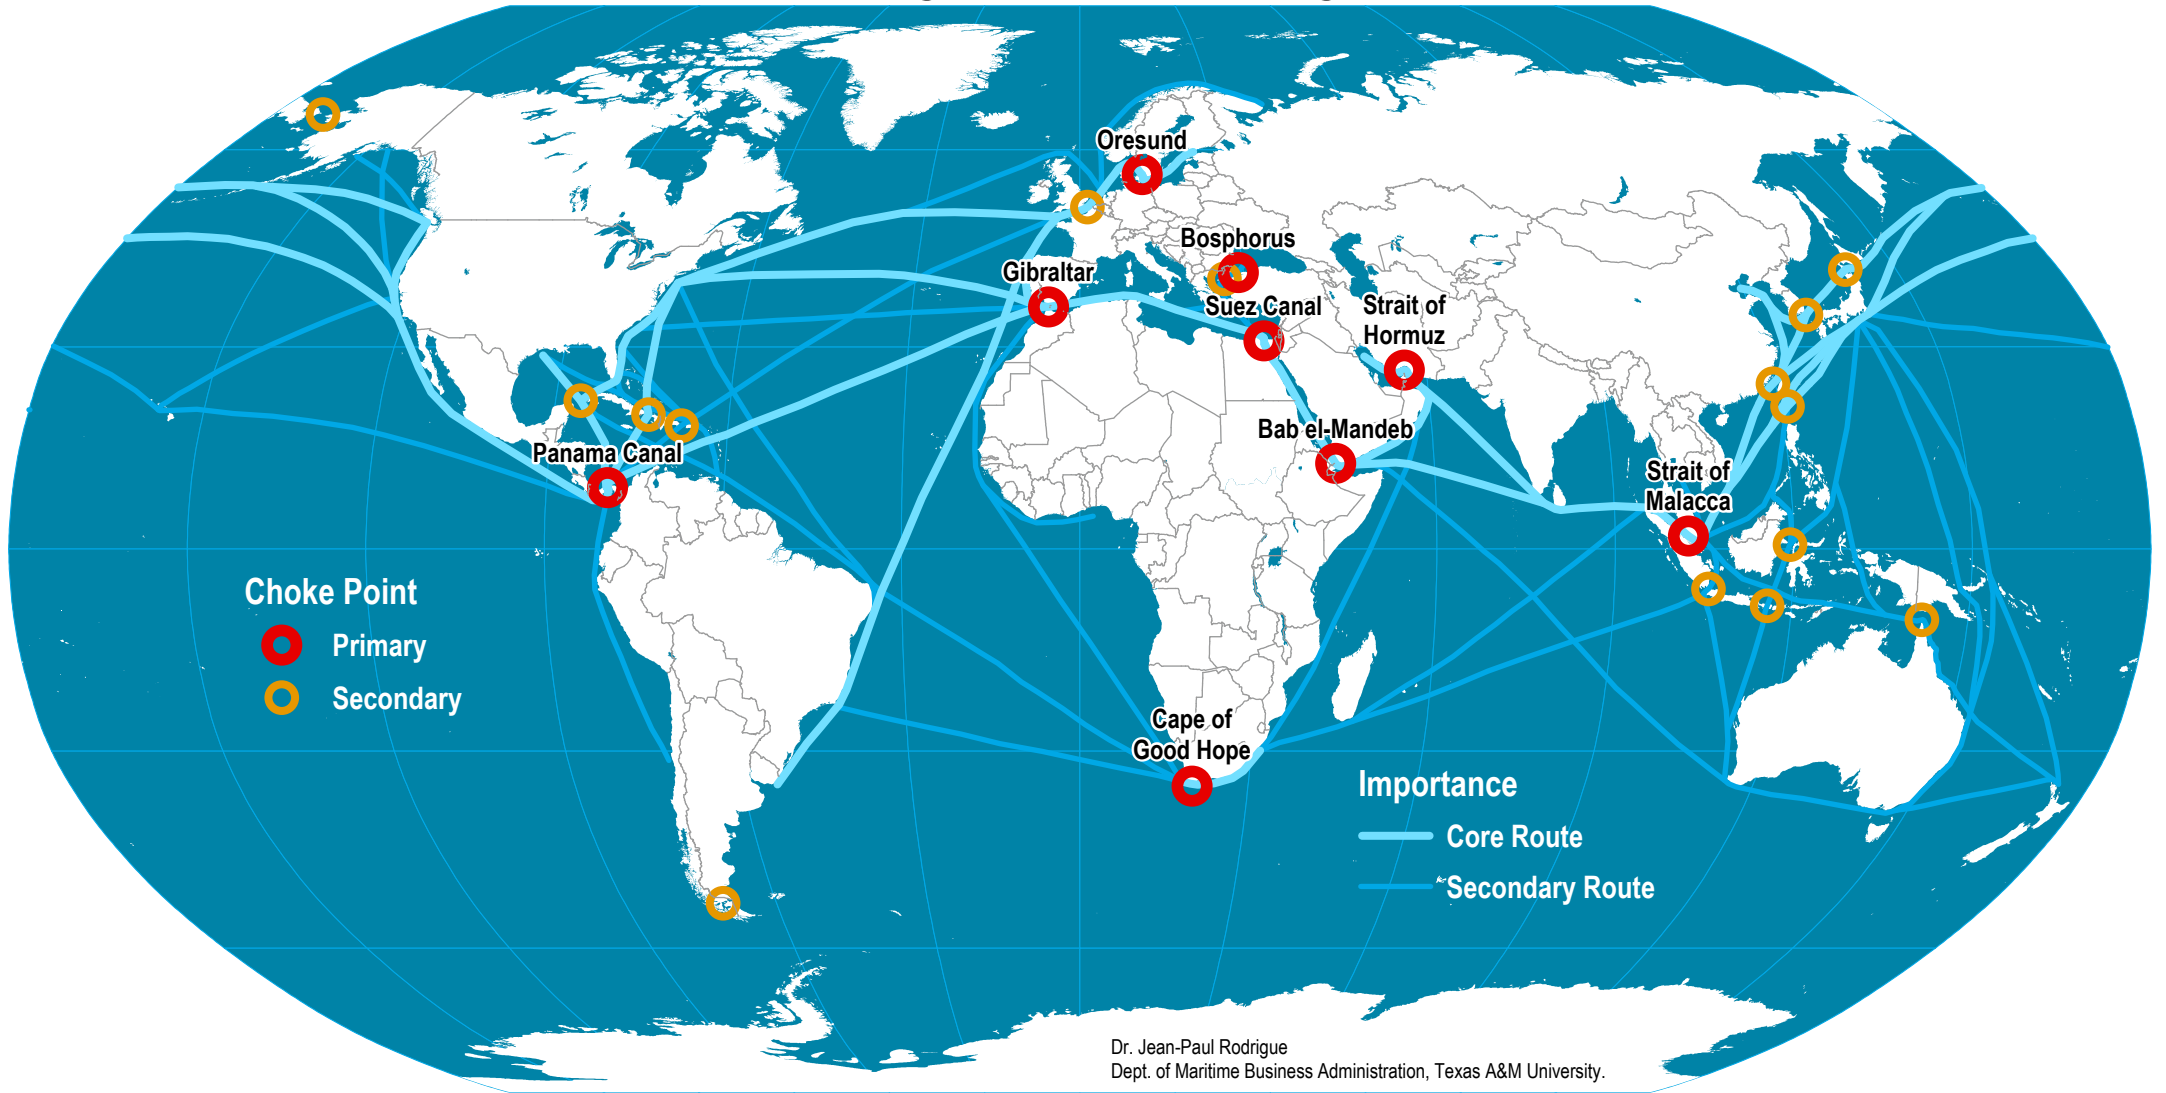 Oresund
Bosphorus
Gibraltar
Suez Canal
Strait of
Hormuz
Bab el-Mandeb
Panama Canal
Strait of
Malacca
Choke Point
Primary
Secondary
Cape of
Good Hope
Importance
Core Route
Secondary Route
Dr. Jean-Paul Rodrigue
Dept. of Maritime Business Administration, Texas A&M University.